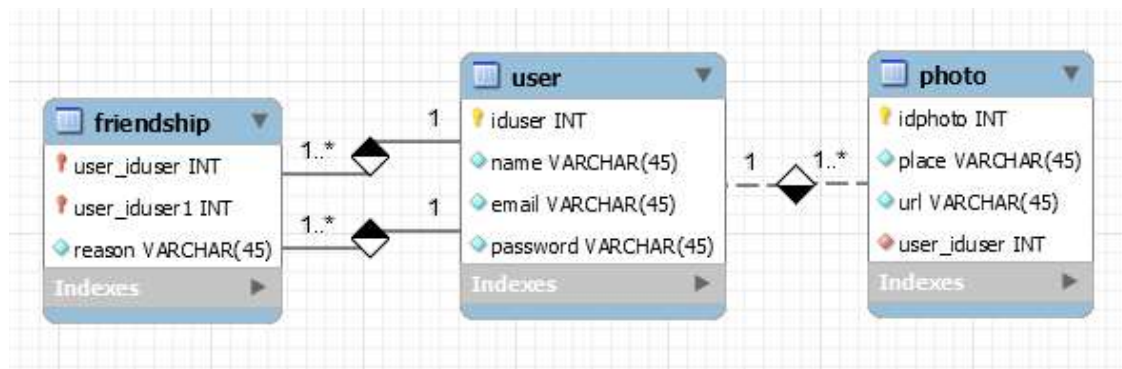 friendship
user_iduser INT
user_iduser1 INT
reason VARCHAR(45)
Indexes
1..*
1
1..*
1
user
iduser INT
name VARCHAR(45)
email VARCHAR(45)
password VARCHAR(45)
Indexes
1
1..*
photo
idphoto INT
place VARCHAR(45)
url VARCHAR(45)
user_iduser INT
Indexes